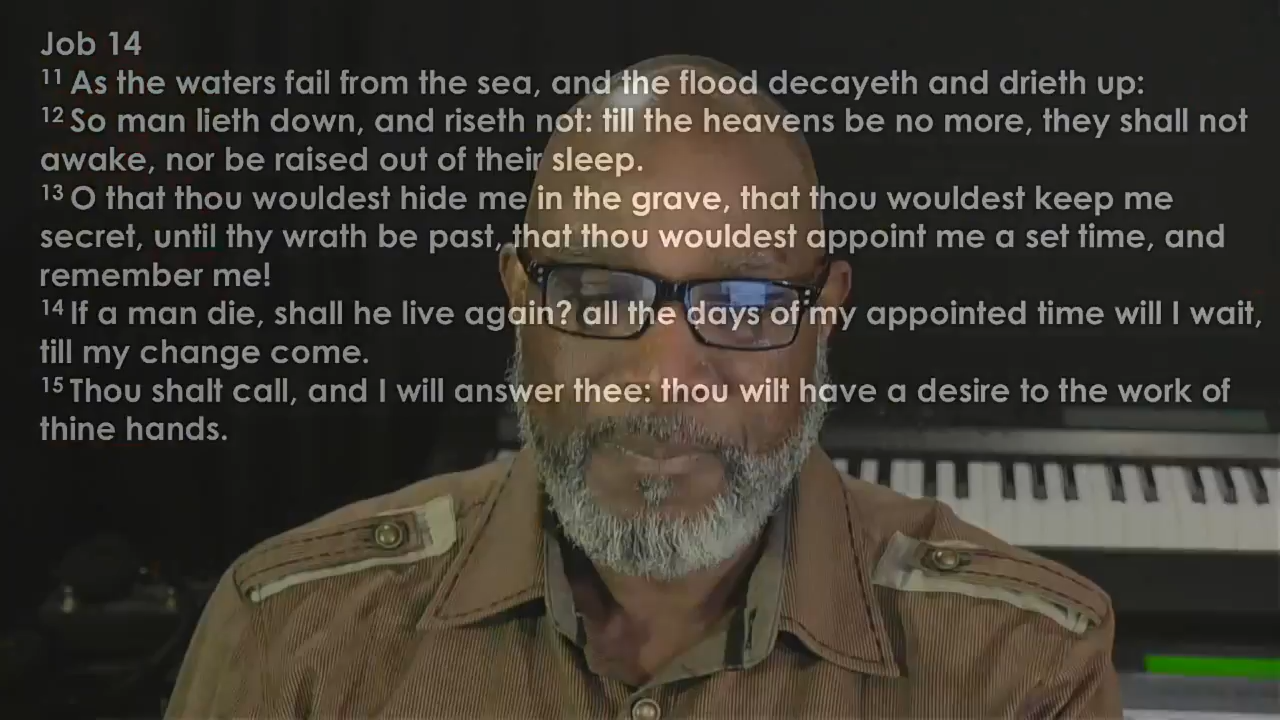 Job 14
11 As the waters fail from the sea, and the flood decayeth and drieth up:
12 So man lieth down, and riseth not: till the heavens be no more, they shall not
awake, nor be raised out of their sleep.
13 O that thou wouldest hide me in the grave, that thou wouldest keep me
secret, until thy wrath be past, that thou wouldest appoint me a set time, and
remember me!
14 If a man die, shall he live again? all the days of my appointed time will I wait,
till my change come.
15 Thou shalt call, and I will answer thee: thou wilt have a desire to the work of
thine hands.